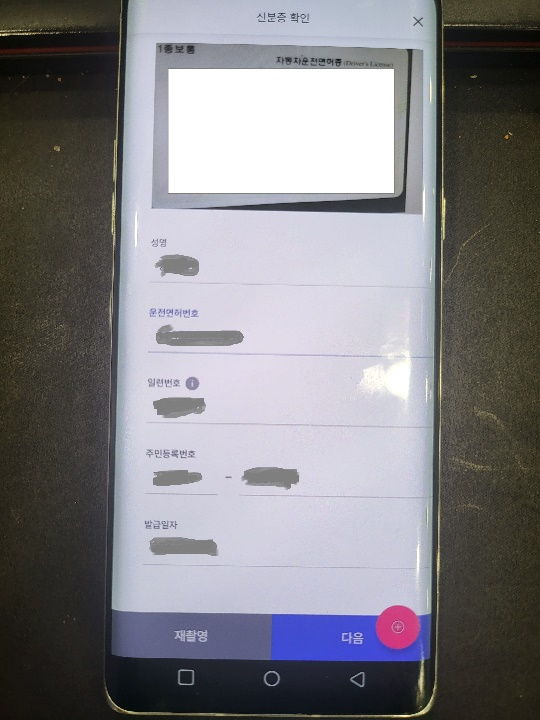 신분증 확인
1종보통
자동차운전면허증 (Driver's License)
성명
운전면허번호
일련번호 i
주민등록번호
-
발급일자
재촬영
다음